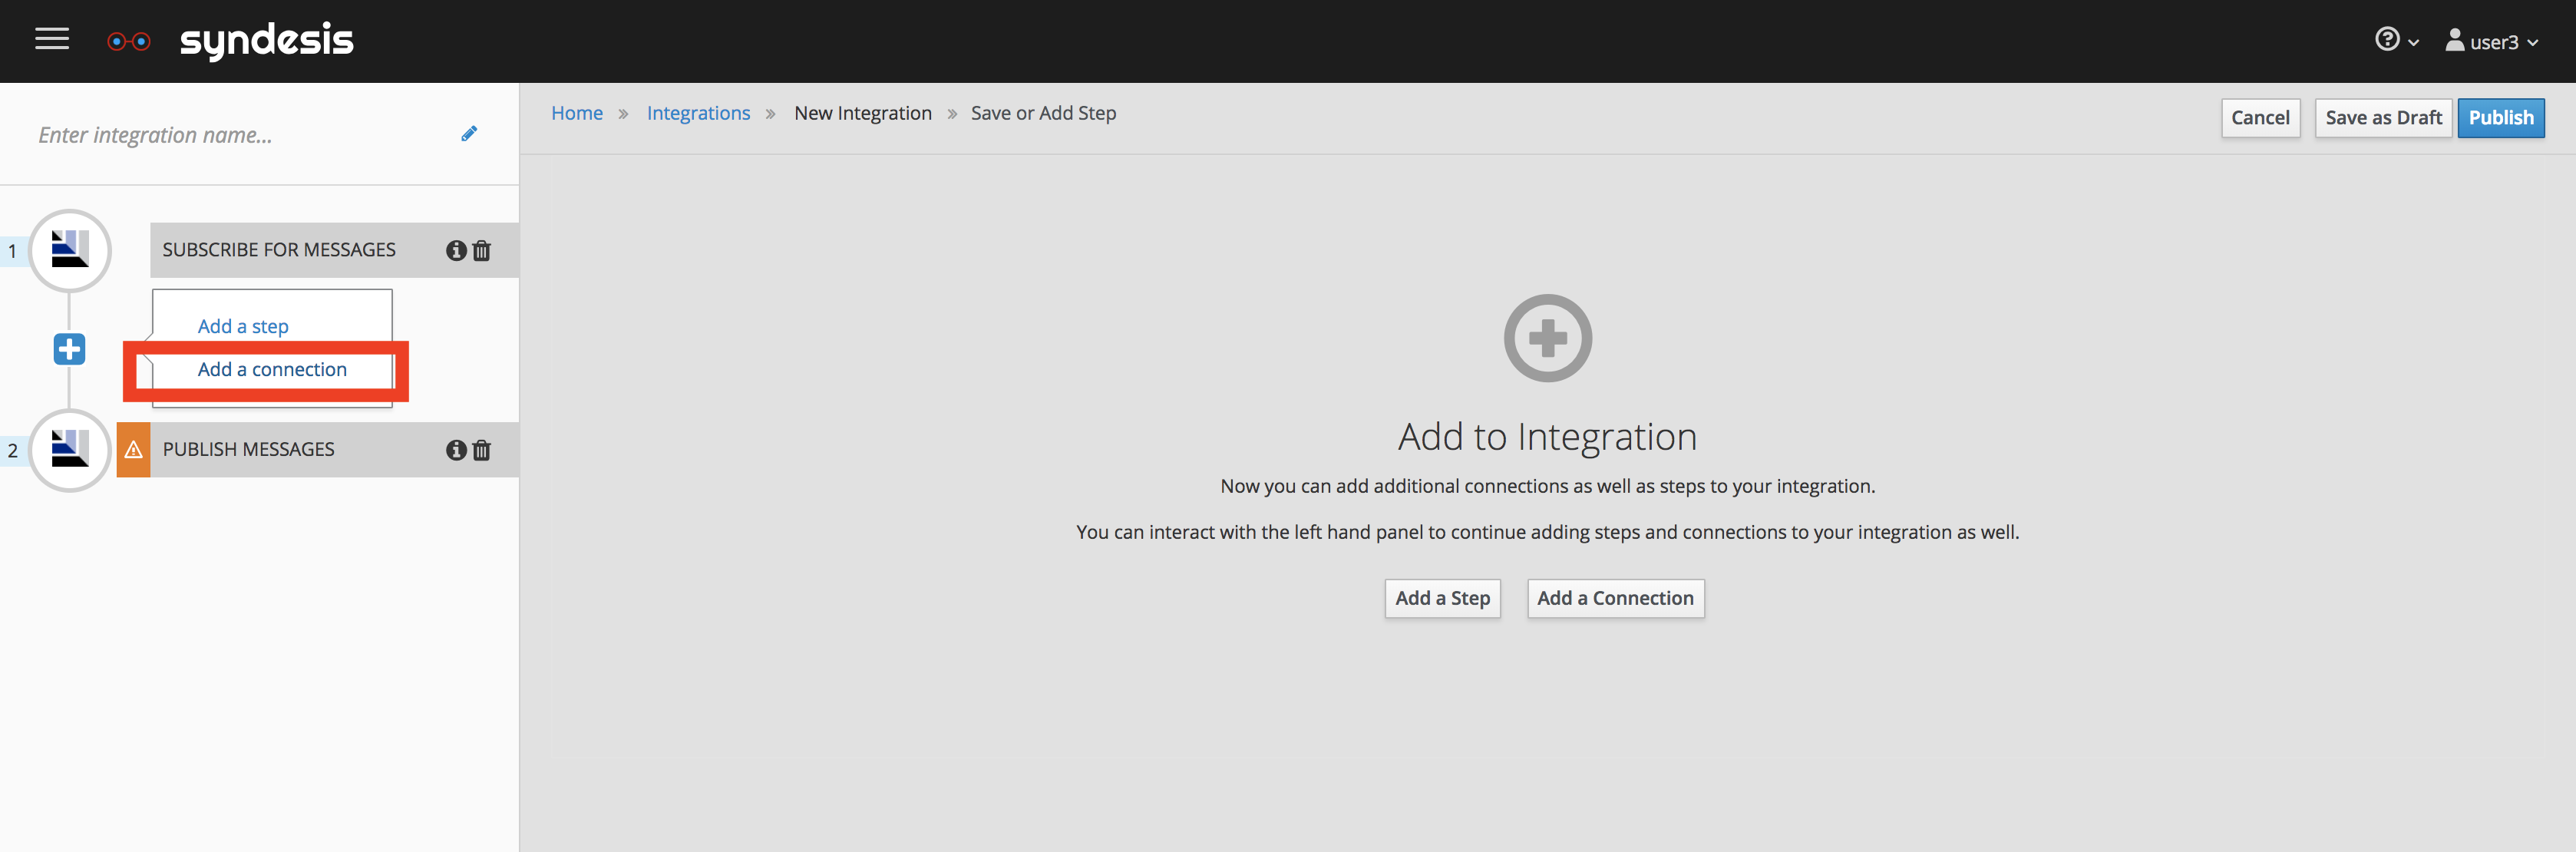 syndesis
user3
Enter integration name...
Home » Integrations » New Integration » Save or Add Step
Cancel
Save as Draft
Publish
1
SUBSCRIBE FOR MESSAGES
Add a step
Add a connection
2
PUBLISH MESSAGES
Add to Integration
Now you can add additional connections as well as steps to your integration.
You can interact with the left hand panel to continue adding steps and connections to your integration as well.
Add a Step
Add a Connection